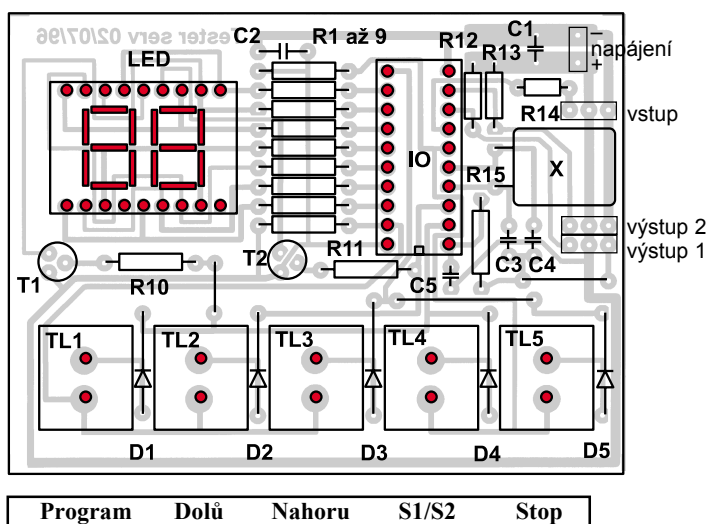 Tester serv 02/07/96
C2
R1 až 9
R12
R13
C1
–
napájení
+
LED
R14
vstup
IO
X
R15
výstup 2
výstup 1
T1
R10
T2
R11
C5
C3
C4
TL1
TL2
TL3
TL4
TL5
D1
D2
D3
D4
D5
Program Dolů Nahoru S1/S2 Stop